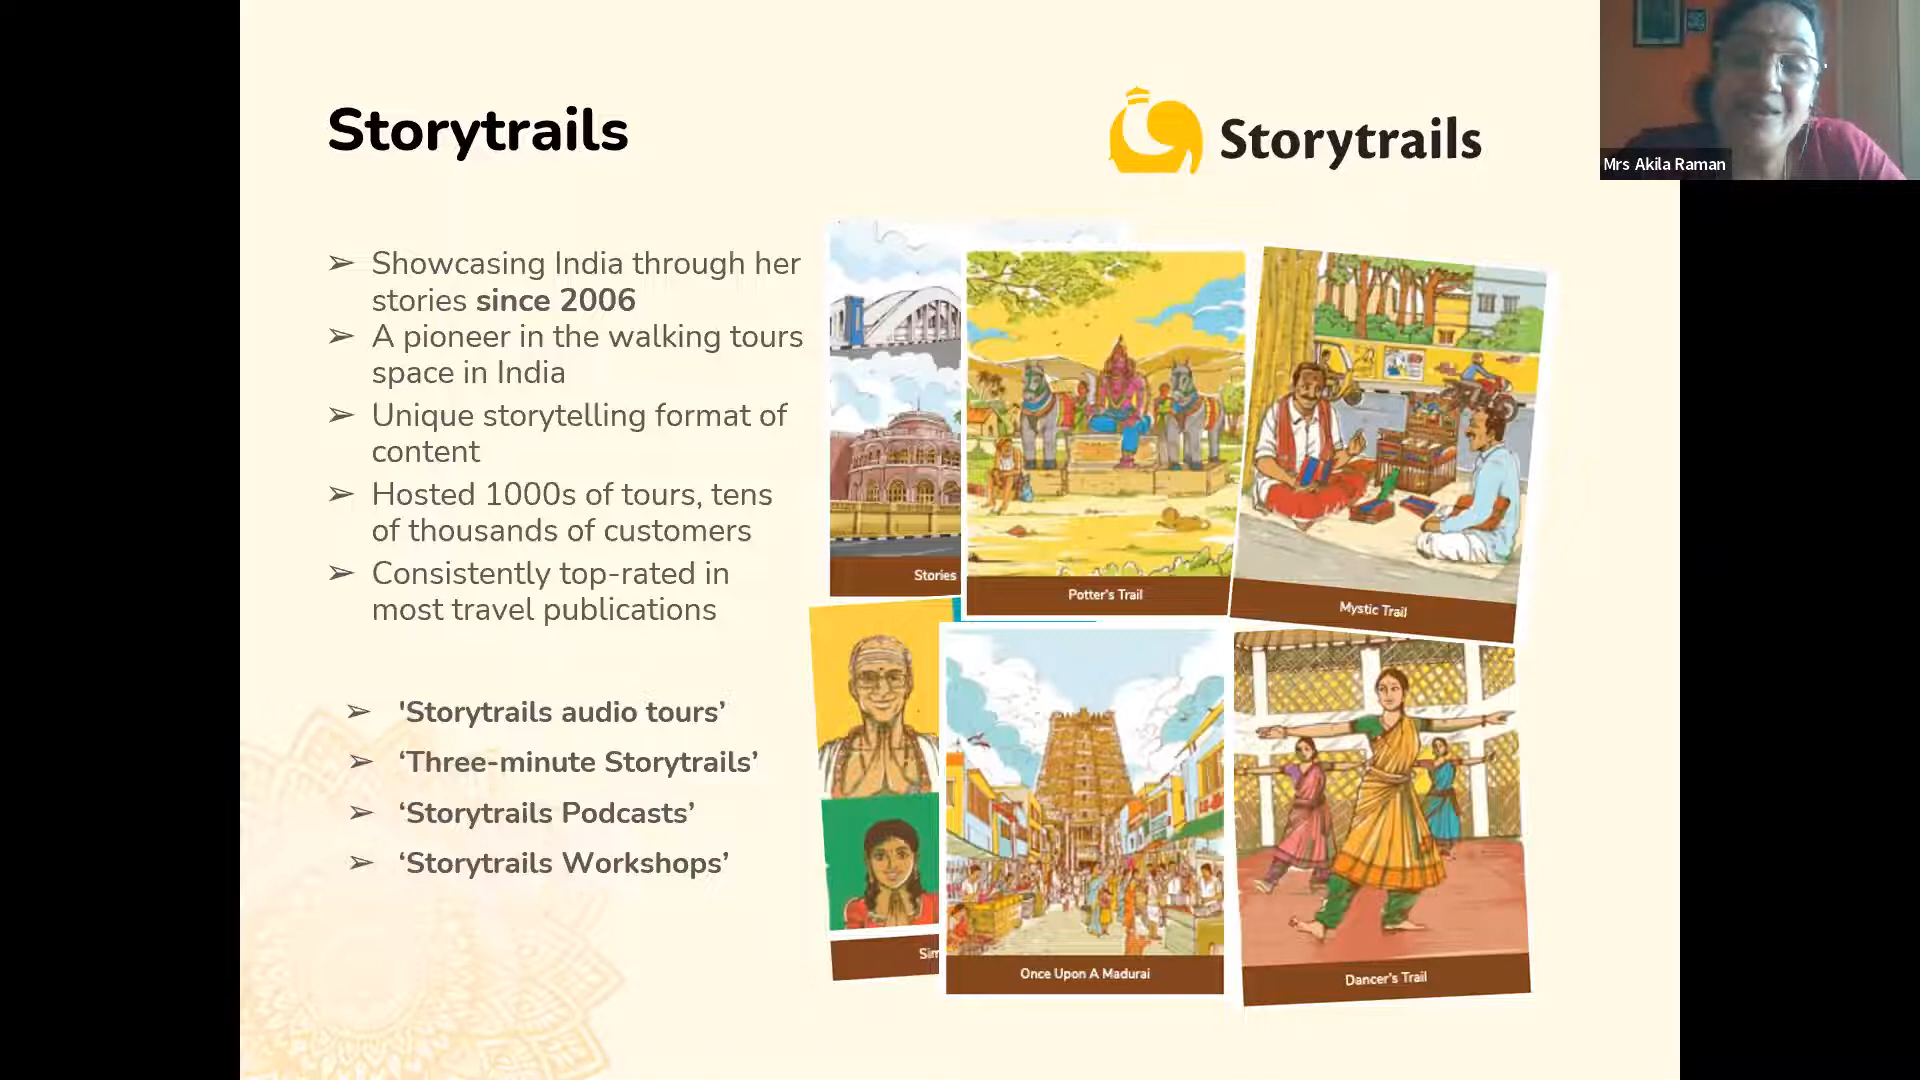 Storytrails
Storytrails
Mrs Akila Raman
➢ Showcasing India through her
stories since 2006
➢ A pioneer in the walking tours
space in India
➢ Unique storytelling format of
content
➢ Hosted 1000s of tours, tens
of thousands of customers
➢ Consistently top-rated in
most travel publications
➢ 'Storytrails audio tours’
➢ ‘Three-minute Storytrails’
➢ ‘Storytrails Podcasts’
➢ ‘Storytrails Workshops’
Stories
Potter's Trail
Mystic Trail
Once Upon A Madurai
Dancer's Trail